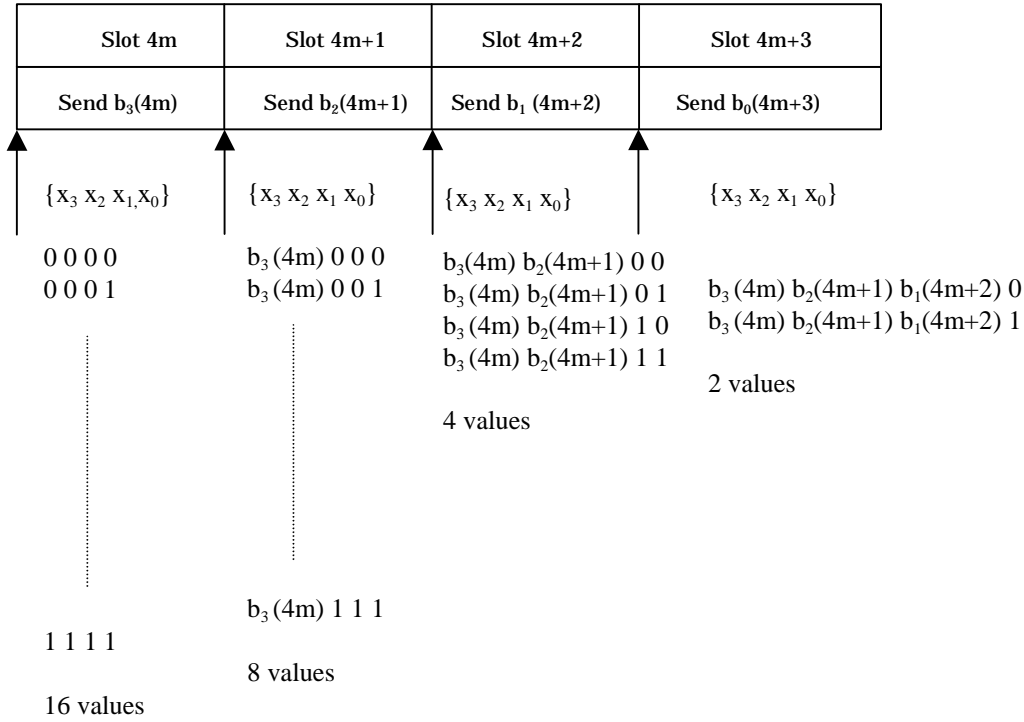 Slot 4m Slot 4m+1 Slot 4m+2 Slot 4m+3
Send b₃(4m) Send b₂(4m+1) Send b₁ (4m+2) Send b₀(4m+3)
{x₃ x₂ x₁,x₀} {x₃ x₂ x₁ x₀} {x₃ x₂ x₁ x₀} {x₃ x₂ x₁ x₀}
0 0 0 0
0 0 0 1
1 1 1 1
16 values
b₃ (4m) 0 0 0
b₃ (4m) 0 0 1
b₃ (4m) 1 1 1
8 values
b₃(4m) b₂(4m+1) 0 0
b₃ (4m) b₂(4m+1) 0 1
b₃ (4m) b₂(4m+1) 1 0
b₃ (4m) b₂(4m+1) 1 1
4 values
b₃ (4m) b₂(4m+1) b₁(4m+2) 0
b₃ (4m) b₂(4m+1) b₁(4m+2) 1
2 values